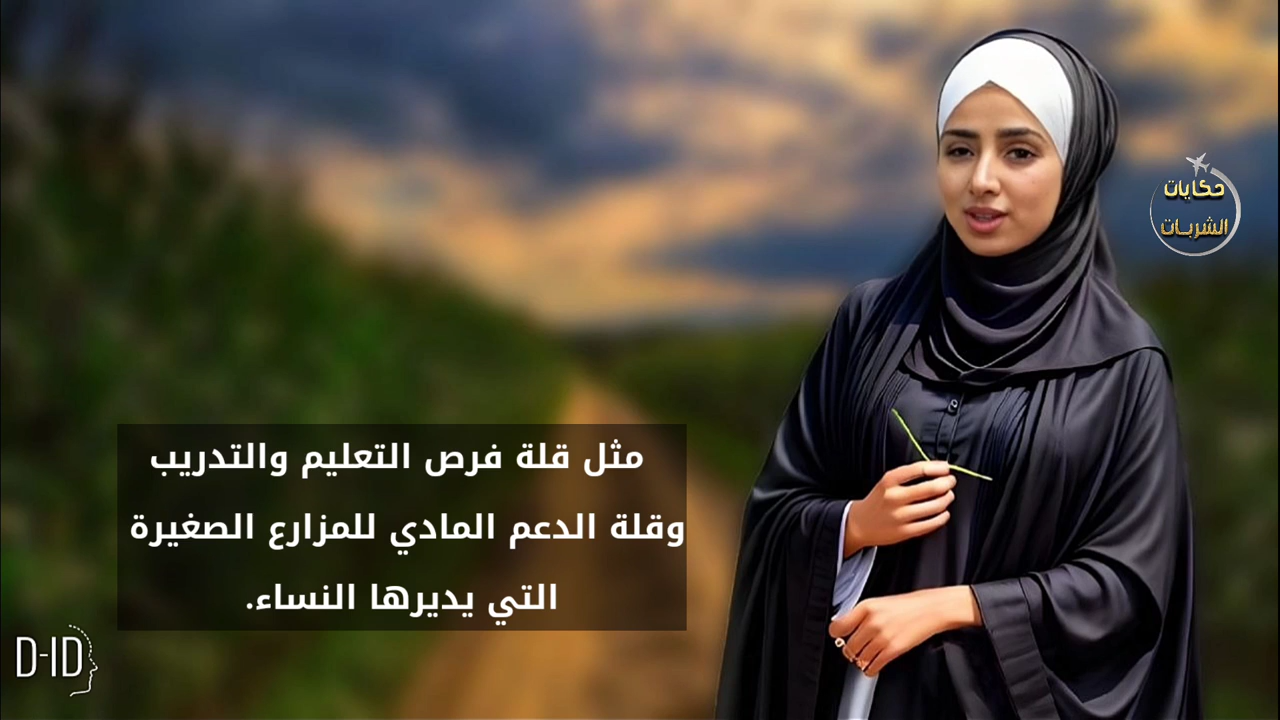 حكايات
الشربات
مثل قلة فرص التعليم والتدريب
وقلة الدعم المادي للمزارع الصغيرة
التي يديرها النساء.
D-ID